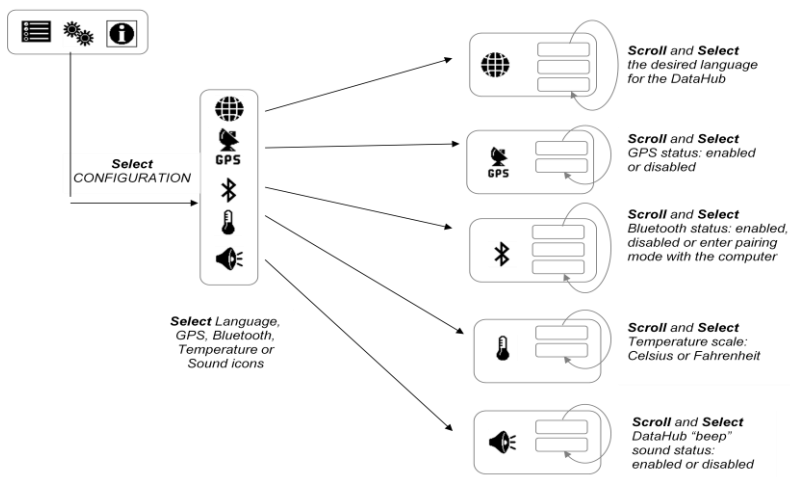 Select
CONFIGURATION
GPS
Select Language,
GPS, Bluetooth,
Temperature or
Sound icons
Scroll and Select
the desired language
for the DataHub
GPS
Scroll and Select
GPS status: enabled
or disabled
Scroll and Select
Bluetooth status: enabled,
disabled or enter pairing
mode with the computer
Scroll and Select
Temperature scale:
Celsius or Fahrenheit
Scroll and Select
DataHub “beep”
sound status:
enabled or disabled